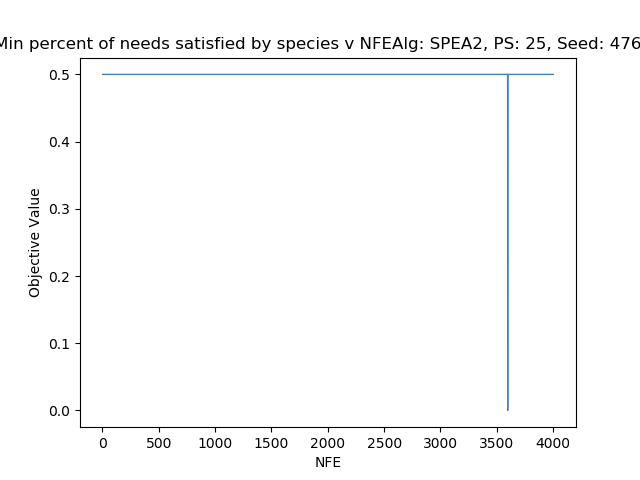 Min percent of needs satisfied by species v NFEAlg: SPEA2, PS: 25, Seed: 476
0.5
0.4
0.3
0.2
0.1
0.0
Objective Value
0 500 1000 1500 2000 2500 3000 3500 4000
NFE